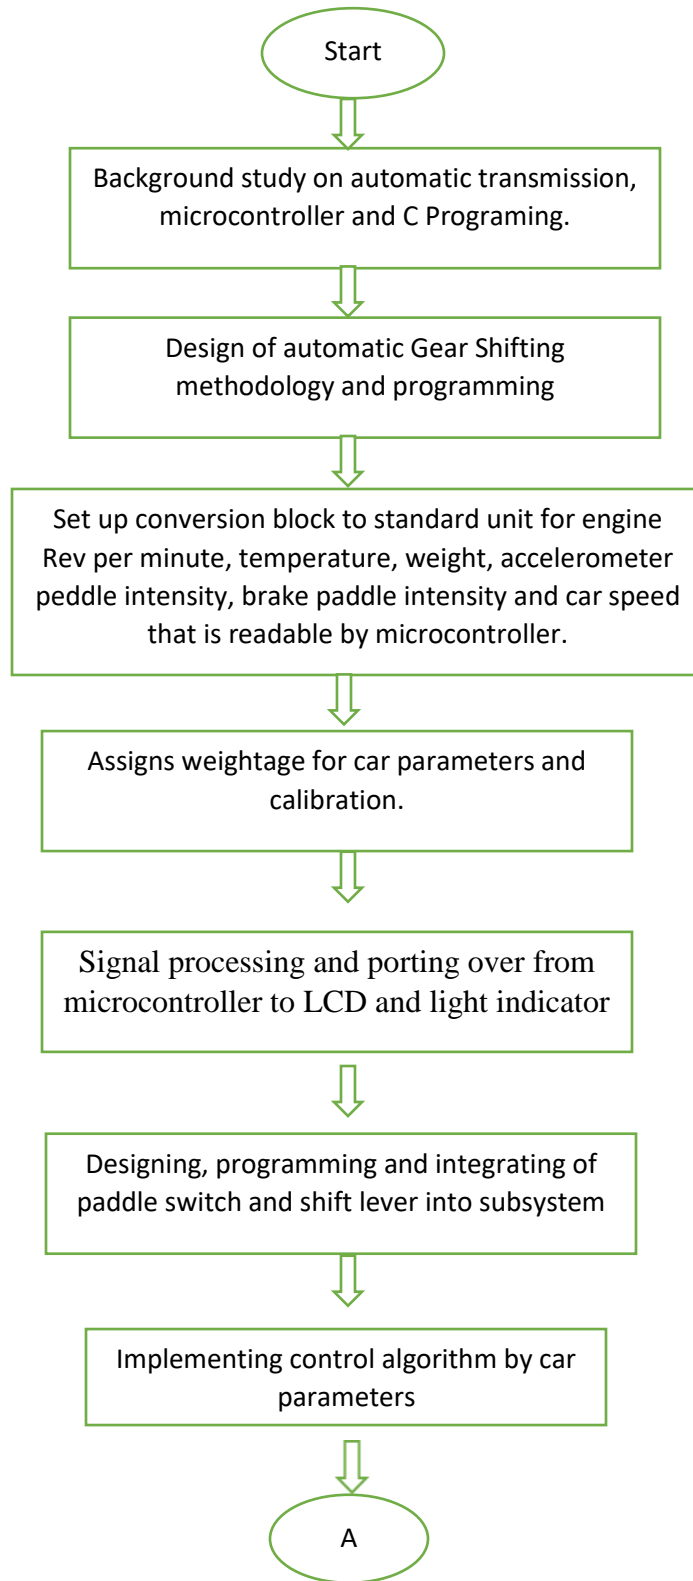 Start
Background study on automatic transmission,
microcontroller and C Programing.
Design of automatic Gear Shifting
methodology and programming
Set up conversion block to standard unit for engine
Rev per minute, temperature, weight, accelerometer
peddle intensity, brake paddle intensity and car speed
that is readable by microcontroller.
Assigns weightage for car parameters and
calibration.
Signal processing and porting over from
microcontroller to LCD and light indicator
Designing, programming and integrating of
paddle switch and shift lever into subsystem
Implementing control algorithm by car
parameters
A